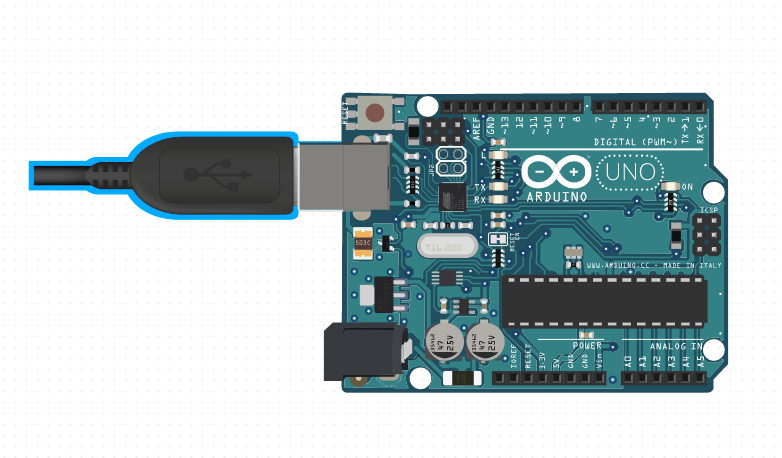 RESET
AREF
GND
~13
12
~11
~10
~9
8
7
~6
~5
4
~3
2
TX→1
RX←0
DIGITAL (PWM~)
UNO
ARDUINO
TX
RX
ON
ICSP
RESET
503C
T16.000
WWW.ARDUINO.CC - MADE IN ITALY
47
25V
47
25V
POWER
ANALOG IN
IOREF
RESET
3.3V
5V
GND
GND
Vin
A0
A1
A2
A3
A4
A5